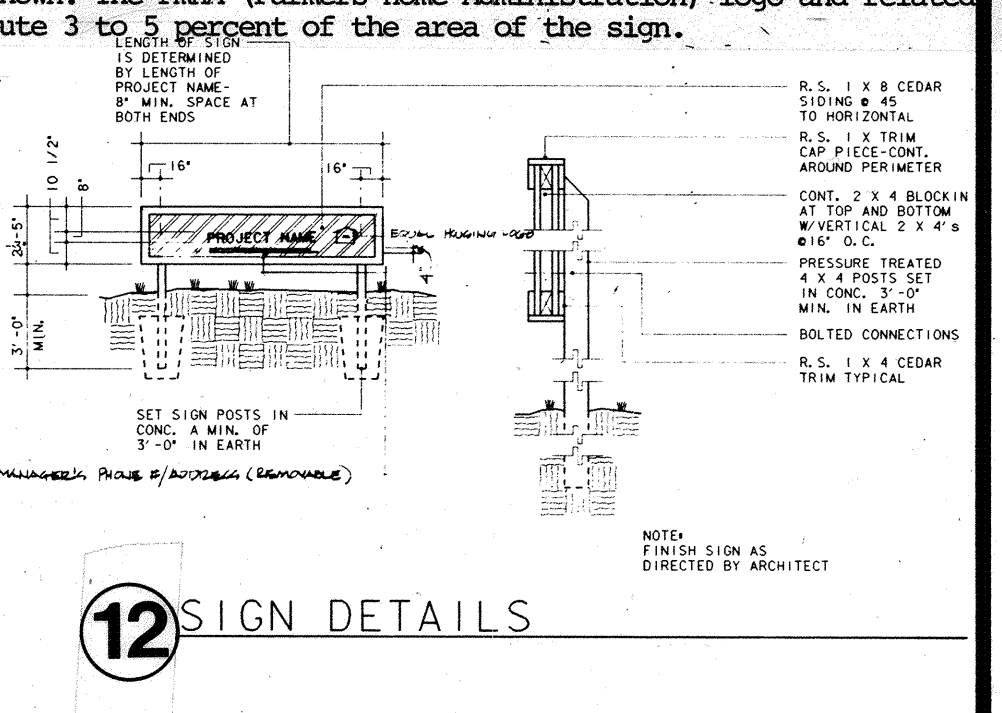 nown. The FmHA (Farmers Home Administration) logo and related
ute 3 to 5 percent of the area of the sign.
LENGTH OF SIGN
IS DETERMINED
BY LENGTH OF
PROJECT NAME-
8" MIN. SPACE AT
BOTH ENDS
10 1/2"
8"
16"
16"
PROJECT NAME
EQUAL HOUSING LOGO
4"
3'-0"
MIN.
SET SIGN POSTS IN
CONC. A MIN. OF
3'-0" IN EARTH
MANAGER'S PHONE #/ADDRESS (REMOVABLE)
R.S. 1 X 8 CEDAR
SIDING @ 45
TO HORIZONTAL
R.S. 1 X TRIM
CAP PIECE-CONT.
AROUND PERIMETER
CONT. 2 X 4 BLOCKIN
AT TOP AND BOTTOM
W/VERTICAL 2 X 4's
@16" O.C.
PRESSURE TREATED
4 X 4 POSTS SET
IN CONC. 3'-0"
MIN. IN EARTH
BOLTED CONNECTIONS
R.S. 1 X 4 CEDAR
TRIM TYPICAL
NOTE:
FINISH SIGN AS
DIRECTED BY ARCHITECT
12 SIGN DETAILS